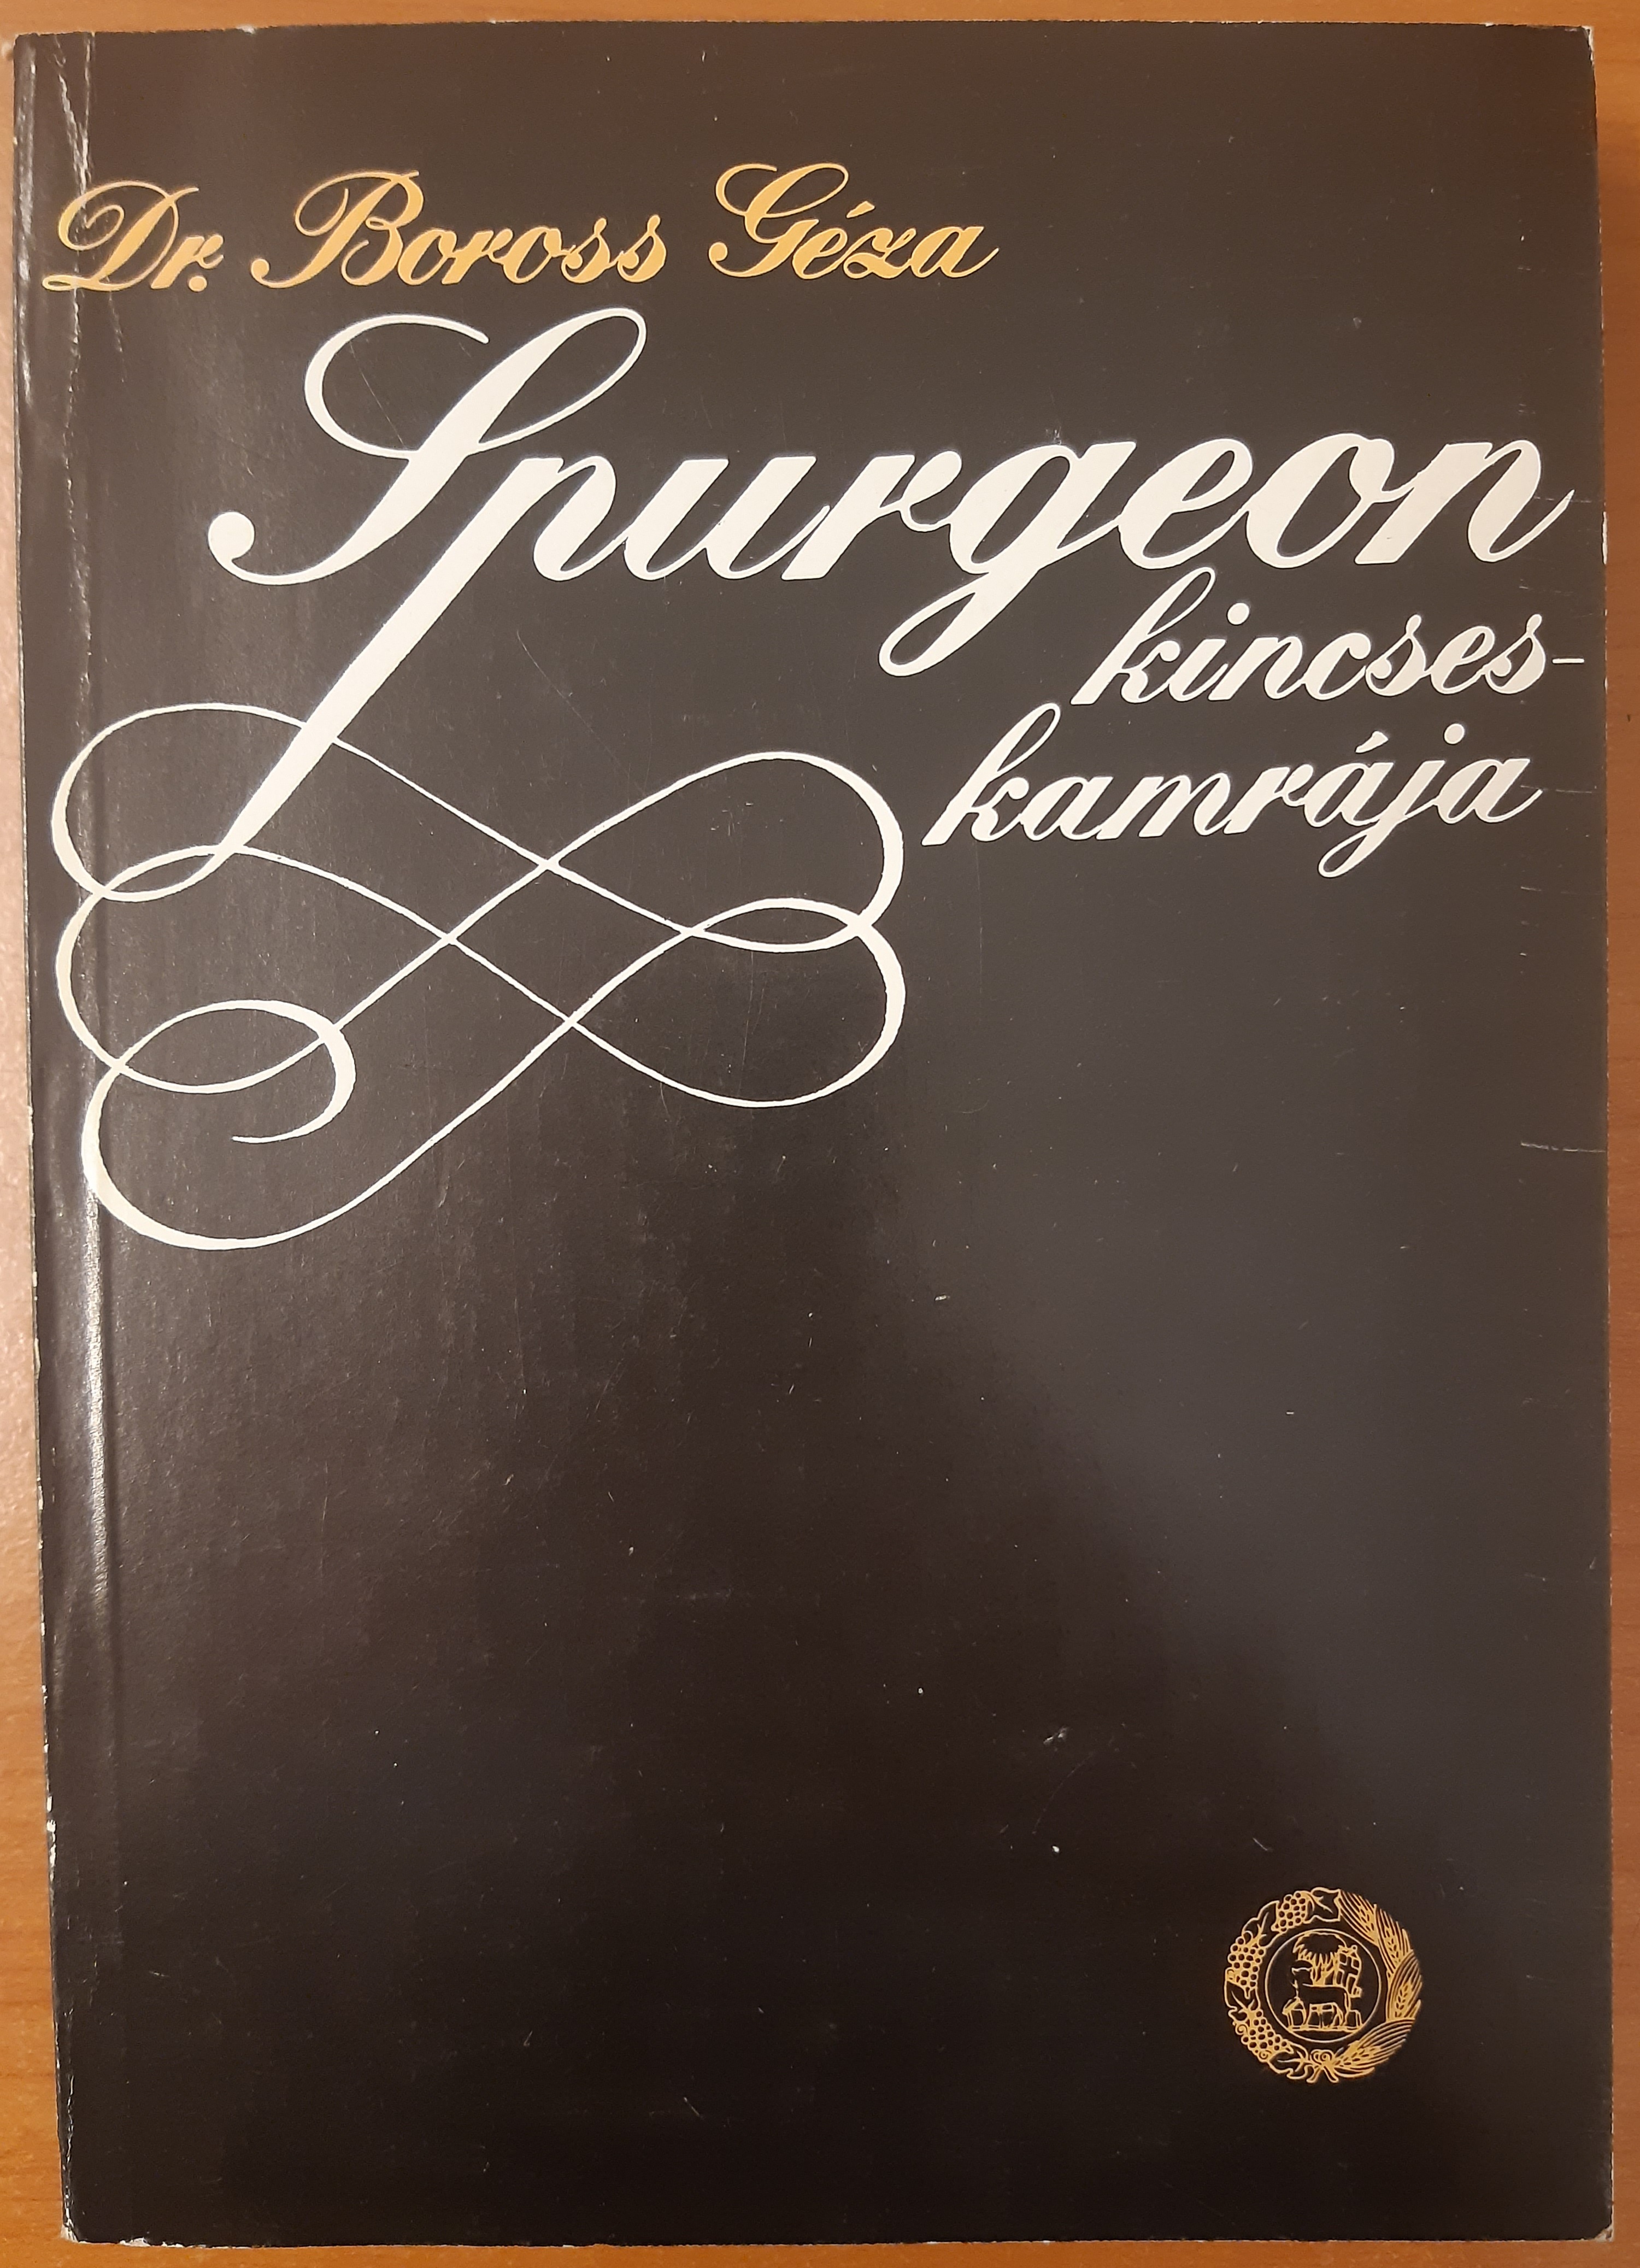 Dr. Boross Géza
Spurgeon
kincses-
kamrája